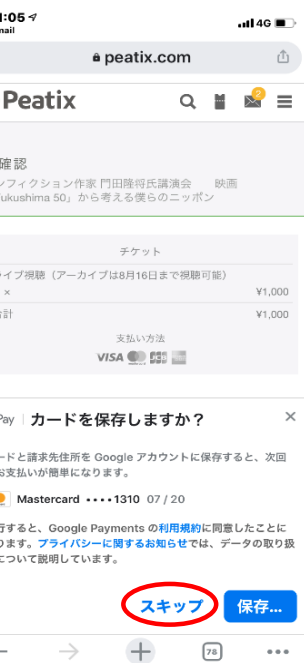 :05
mail
4G
peatix.com
Peatix
2
確認
ンフィクション作家 門田隆将氏講演会 映画
Fukushima 50」から考える僕らのニッポン
チケット
イブ視聴（アーカイブは8月16日まで視聴可能）
× ¥1,000
合計 ¥1,000
支払い方法
VISA
Pay カードを保存しますか？ ×
ードと請求先住所を Google アカウントに保存すると、次回
お支払いが簡単になります。
Mastercard ····1310 07 / 20
行すると、Google Payments の利用規約に同意したことに
ります。プライバシーに関するお知らせでは、データの取り扱
について説明しています。
スキップ 保存...
78